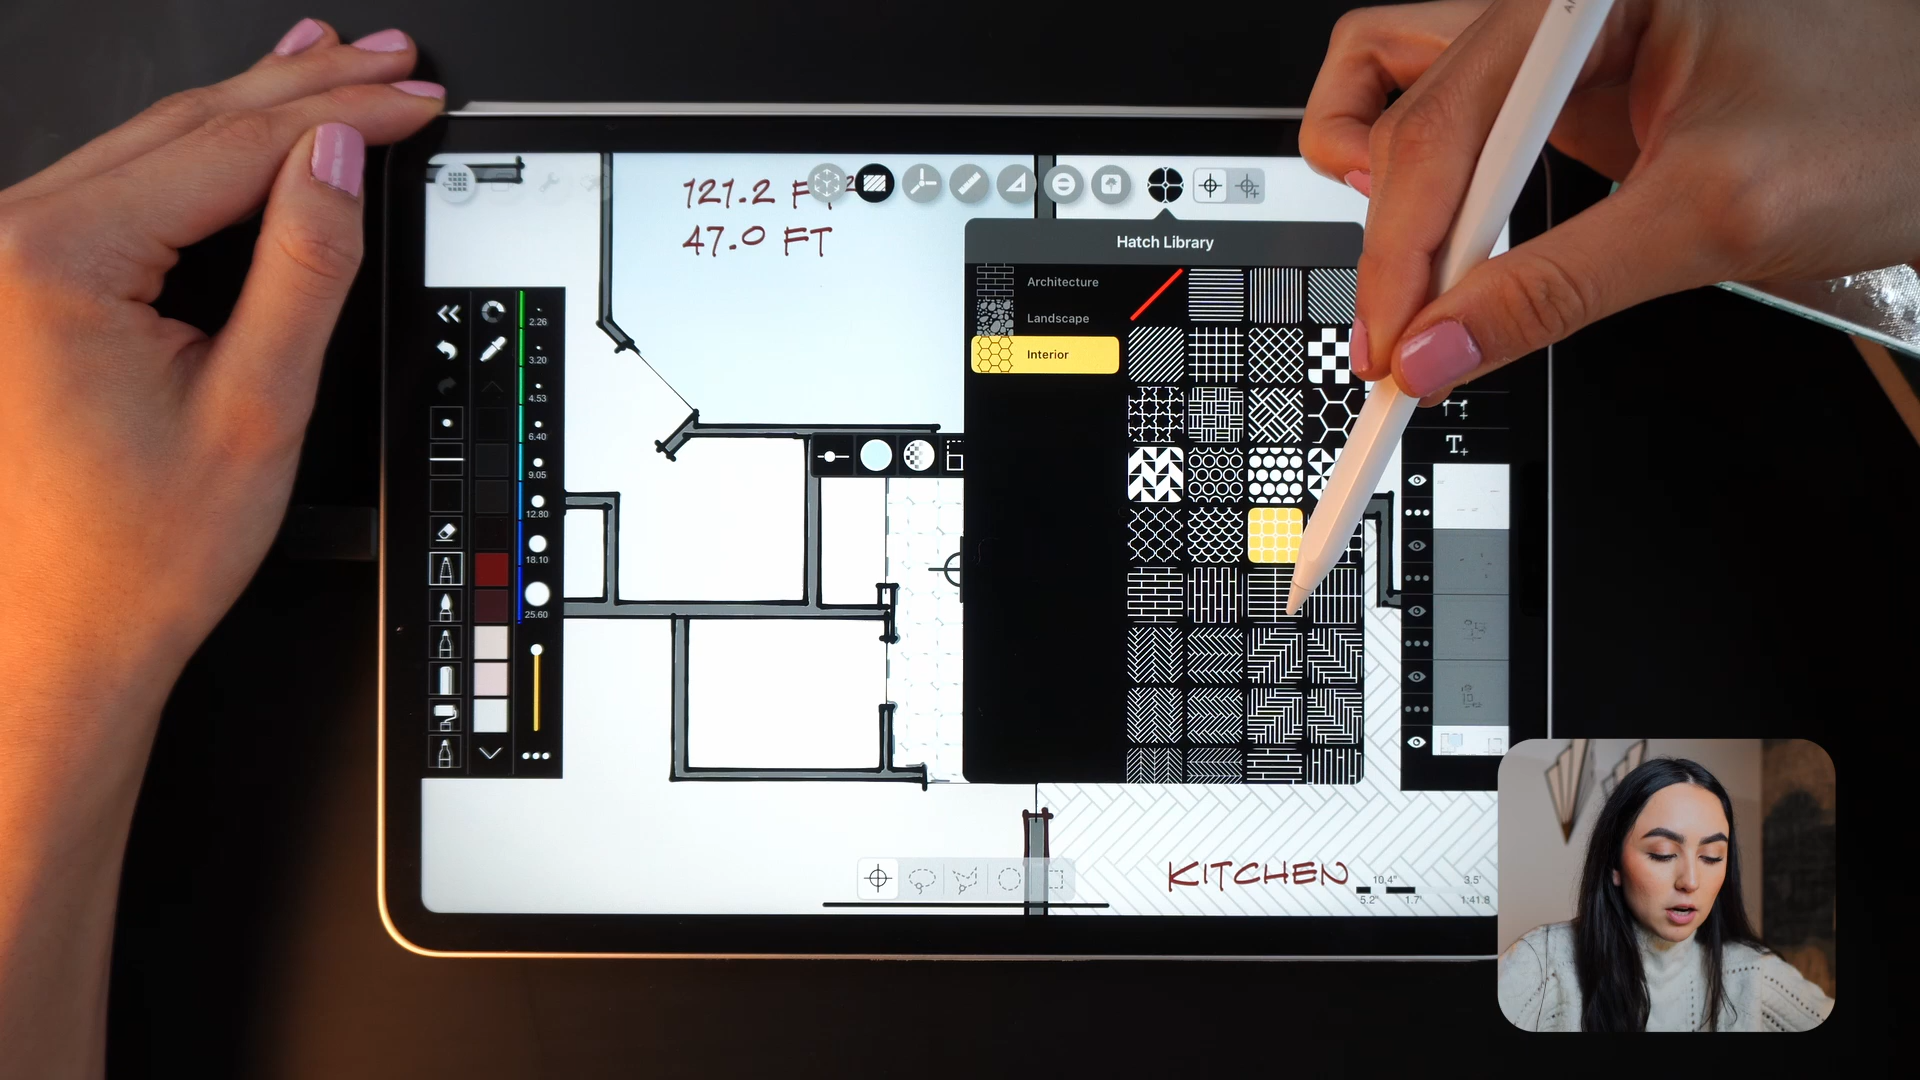 121.2 FT²
47.0 FT
Hatch Library
Architecture
Landscape
Interior
2.26
3.20
4.53
6.40
9.05
12.80
18.10
25.60
T+
KITCHEN
10.4" 3.5'
5.2" 1.7' 1:41.8